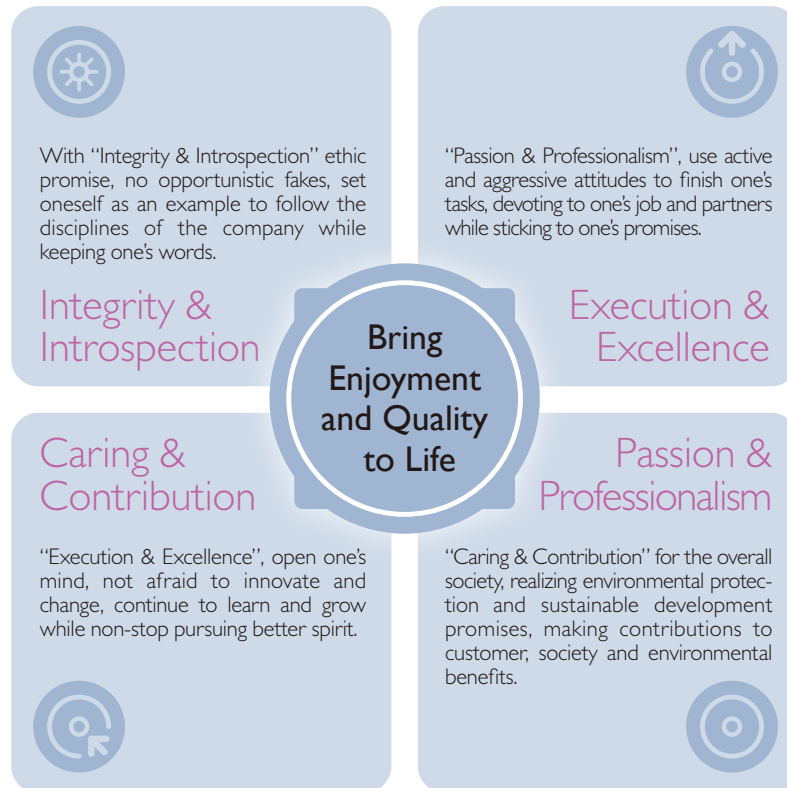 With “Integrity & Introspection” ethic
promise, no opportunistic fakes, set
oneself as an example to follow the
disciplines of the company while
keeping one’s words.
Integrity &
Introspection
“Passion & Professionalism”, use active
and aggressive attitudes to finish one’s
tasks, devoting to one’s job and partners
while sticking to one’s promises.
Execution &
Excellence
Bring
Enjoyment
and Quality
to Life
Caring &
Contribution
“Execution & Excellence”, open one’s
mind, not afraid to innovate and
change, continue to learn and grow
while non-stop pursuing better spirit.
Passion &
Professionalism
“Caring & Contribution” for the overall
society, realizing environmental protec-
tion and sustainable development
promises, making contributions to
customer, society and environmental
benefits.